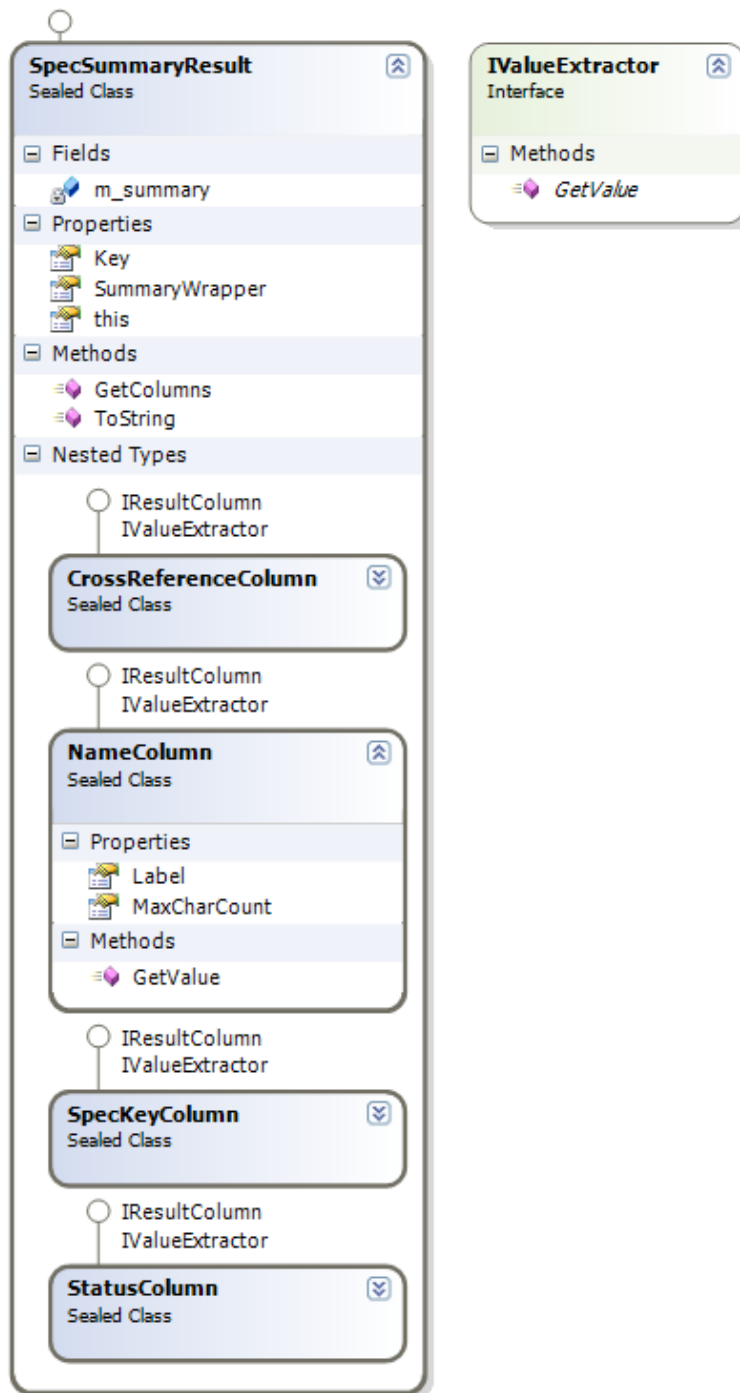 SpecSummaryResult
Sealed Class
Fields
m_summary
Properties
Key
SummaryWrapper
this
Methods
GetColumns
ToString
Nested Types
IResultColumn
IValueExtractor
CrossReferenceColumn
Sealed Class
IResultColumn
IValueExtractor
NameColumn
Sealed Class
Properties
Label
MaxCharCount
Methods
GetValue
IResultColumn
IValueExtractor
SpecKeyColumn
Sealed Class
IResultColumn
IValueExtractor
StatusColumn
Sealed Class
IValueExtractor
Interface
Methods
GetValue